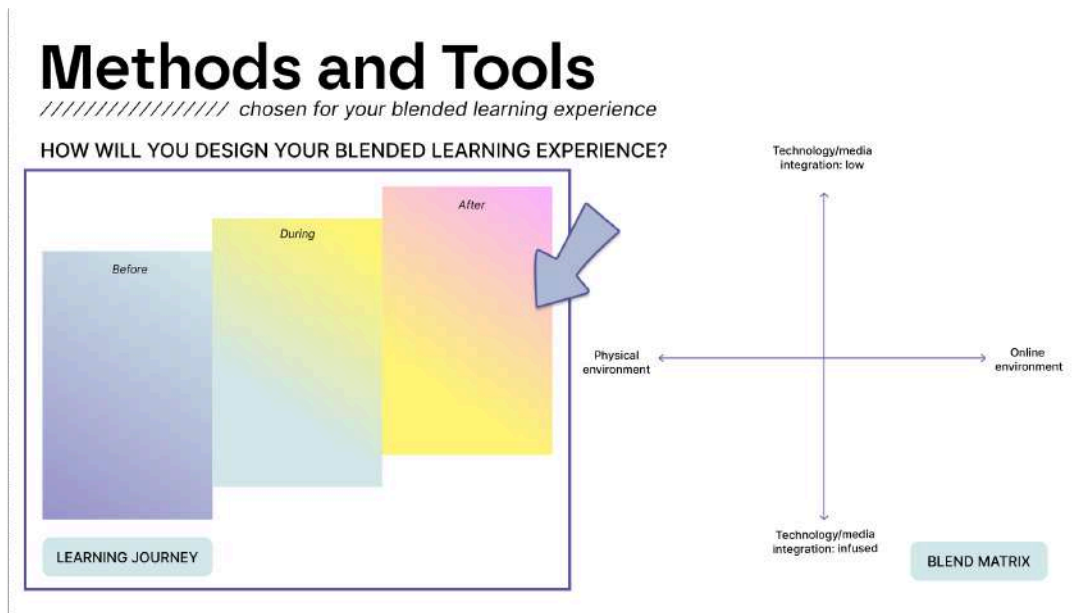 Methods and Tools
///////////////// chosen for your blended learning experience
HOW WILL YOU DESIGN YOUR BLENDED LEARNING EXPERIENCE?
Before
During
After
LEARNING JOURNEY
Technology/media
integration: low
Physical
environment
Online
environment
Technology/media
integration: infused
BLEND MATRIX